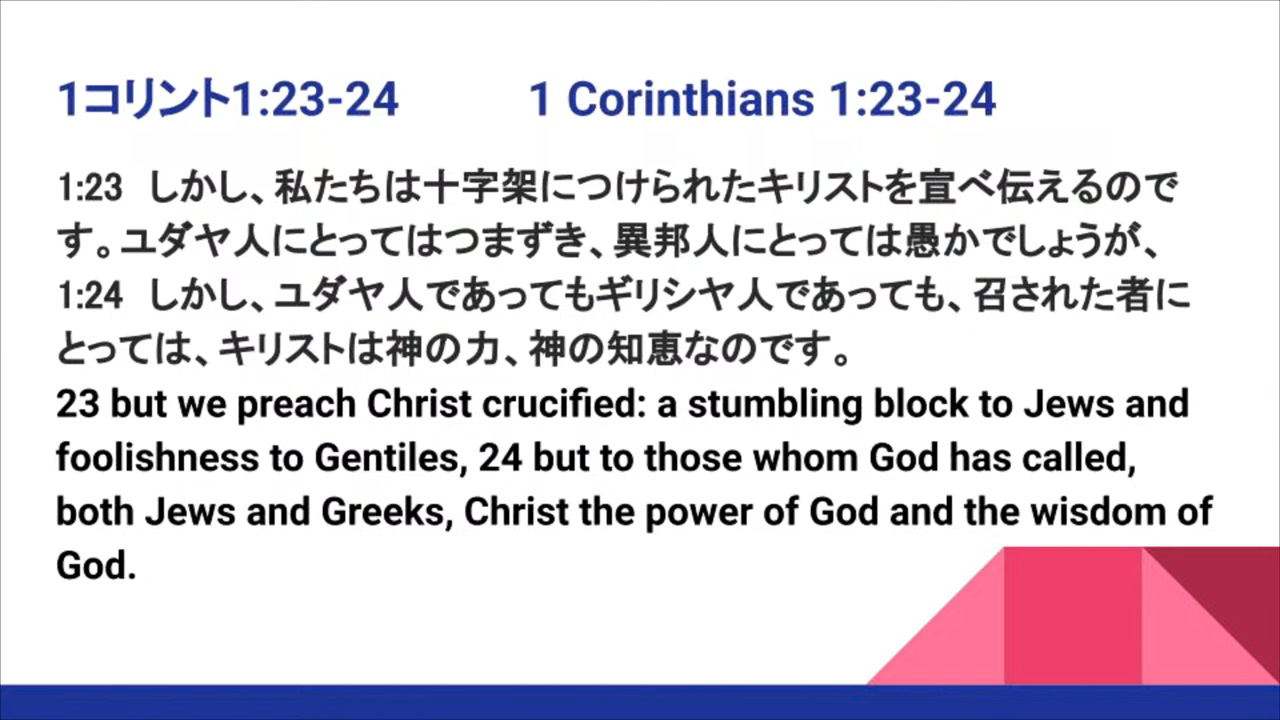 1コリント1:23-24 1 Corinthians 1:23-24
1:23 しかし、私たちは十字架につけられたキリストを宣べ伝えるので
す。ユダヤ人にとってはつまずき、異邦人にとっては愚かでしょうが、
1:24 しかし、ユダヤ人であってもギリシヤ人であっても、召された者に
とっては、キリストは神の力、神の知恵なのです。
23 but we preach Christ crucified: a stumbling block to Jews and
foolishness to Gentiles, 24 but to those whom God has called,
both Jews and Greeks, Christ the power of God and the wisdom of
God.